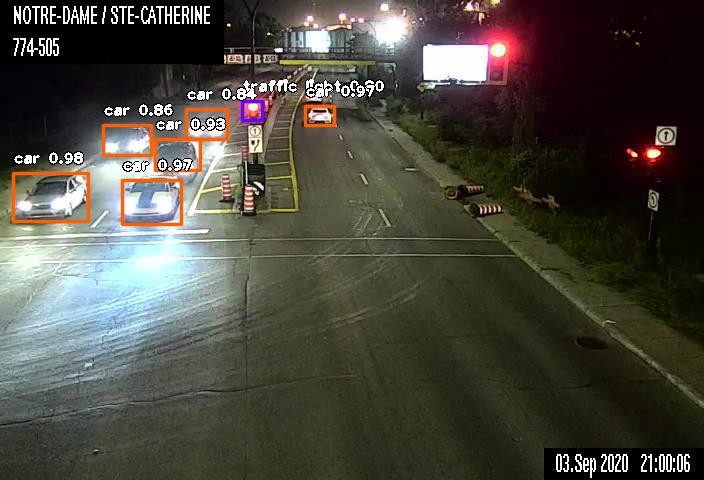 NOTRE-DAME / STE-CATHERINE
774-505
traffic light 0.80
car 0.84
car 0.97
car 0.86
car 0.93
car 0.98
car 0.97
03.Sep 2020 21:00:06